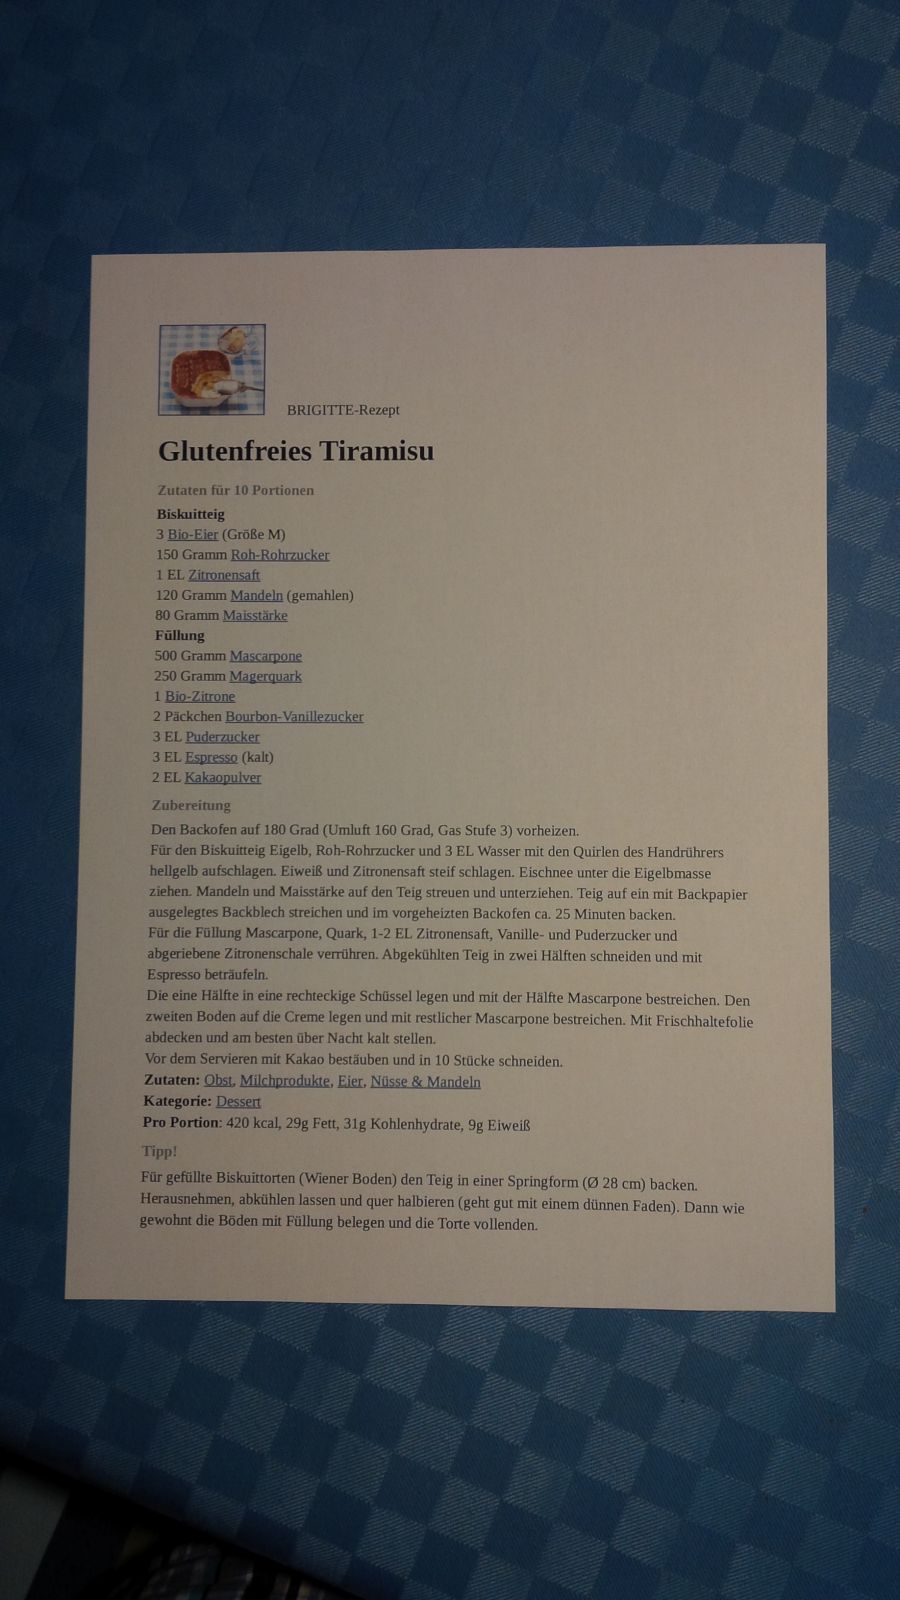 BRIGITTE-Rezept
Glutenfreies Tiramisu
Zutaten für 10 Portionen
Biskuitteig
3 Bio-Eier (Größe M)
150 Gramm Roh-Rohrzucker
1 EL Zitronensaft
120 Gramm Mandeln (gemahlen)
80 Gramm Maisstärke
Füllung
500 Gramm Mascarpone
250 Gramm Magerquark
1 Bio-Zitrone
2 Päckchen Bourbon-Vanillezucker
3 EL Puderzucker
3 EL Espresso (kalt)
2 EL Kakaopulver
Zubereitung
Den Backofen auf 180 Grad (Umluft 160 Grad, Gas Stufe 3) vorheizen.
Für den Biskuitteig Eigelb, Roh-Rohrzucker und 3 EL Wasser mit den Quirlen des Handrührers
hellgelb aufschlagen. Eiweiß und Zitronensaft steif schlagen. Eischnee unter die Eigelbmasse
ziehen. Mandeln und Maisstärke auf den Teig streuen und unterziehen. Teig auf ein mit Backpapier
ausgelegtes Backblech streichen und im vorgeheizten Backofen ca. 25 Minuten backen.
Für die Füllung Mascarpone, Quark, 1-2 EL Zitronensaft, Vanille- und Puderzucker und
abgeriebene Zitronenschale verrühren. Abgekühlten Teig in zwei Hälften schneiden und mit
Espresso beträufeln.
Die eine Hälfte in eine rechteckige Schüssel legen und mit der Hälfte Mascarpone bestreichen. Den
zweiten Boden auf die Creme legen und mit restlicher Mascarpone bestreichen. Mit Frischhaltefolie
abdecken und am besten über Nacht kalt stellen.
Vor dem Servieren mit Kakao bestäuben und in 10 Stücke schneiden.
Zutaten: Obst, Milchprodukte, Eier, Nüsse & Mandeln
Kategorie: Dessert
Pro Portion: 420 kcal, 29g Fett, 31g Kohlenhydrate, 9g Eiweiß
Tipp!
Für gefüllte Biskuittorten (Wiener Boden) den Teig in einer Springform (Ø 28 cm) backen.
Herausnehmen, abkühlen lassen und quer halbieren (geht gut mit einem dünnen Faden). Dann wie
gewohnt die Böden mit Füllung belegen und die Torte vollenden.